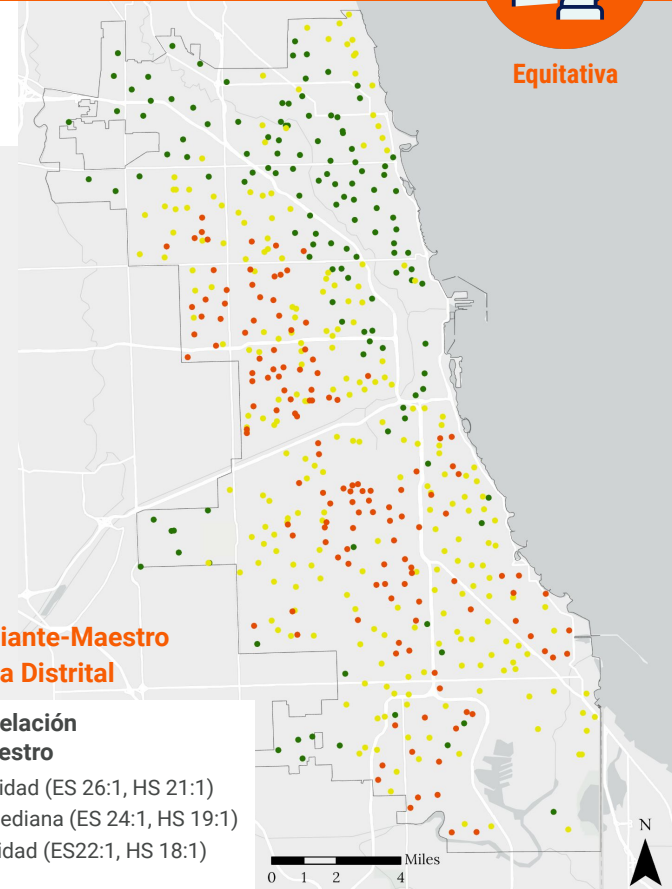 Equitativa
iante-Maestro
a Distrital
elación
estro
idad (ES 26:1, HS 21:1)
ediana (ES 24:1, HS 19:1)
idad (ES22:1, HS 18:1)
Miles
0 1 2 4
N